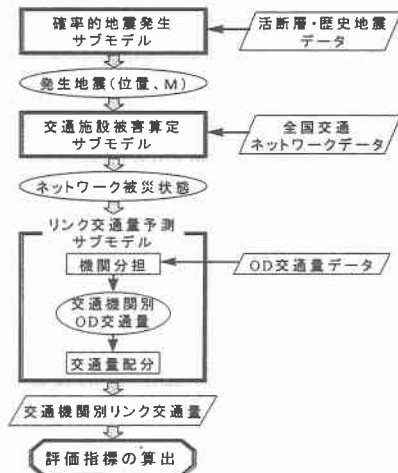 確率的地震発生
サブモデル
活断層・歴史地震
データ
発生地震(位置、M)
交通施設被害算定
サブモデル
全国交通
ネットワークデータ
ネットワーク被災状態
リンク交通量予測
サブモデル
機関分担
OD交通量データ
交通機関別
OD交通量
交通量配分
交通機関別リンク交通量
評価指標の算出